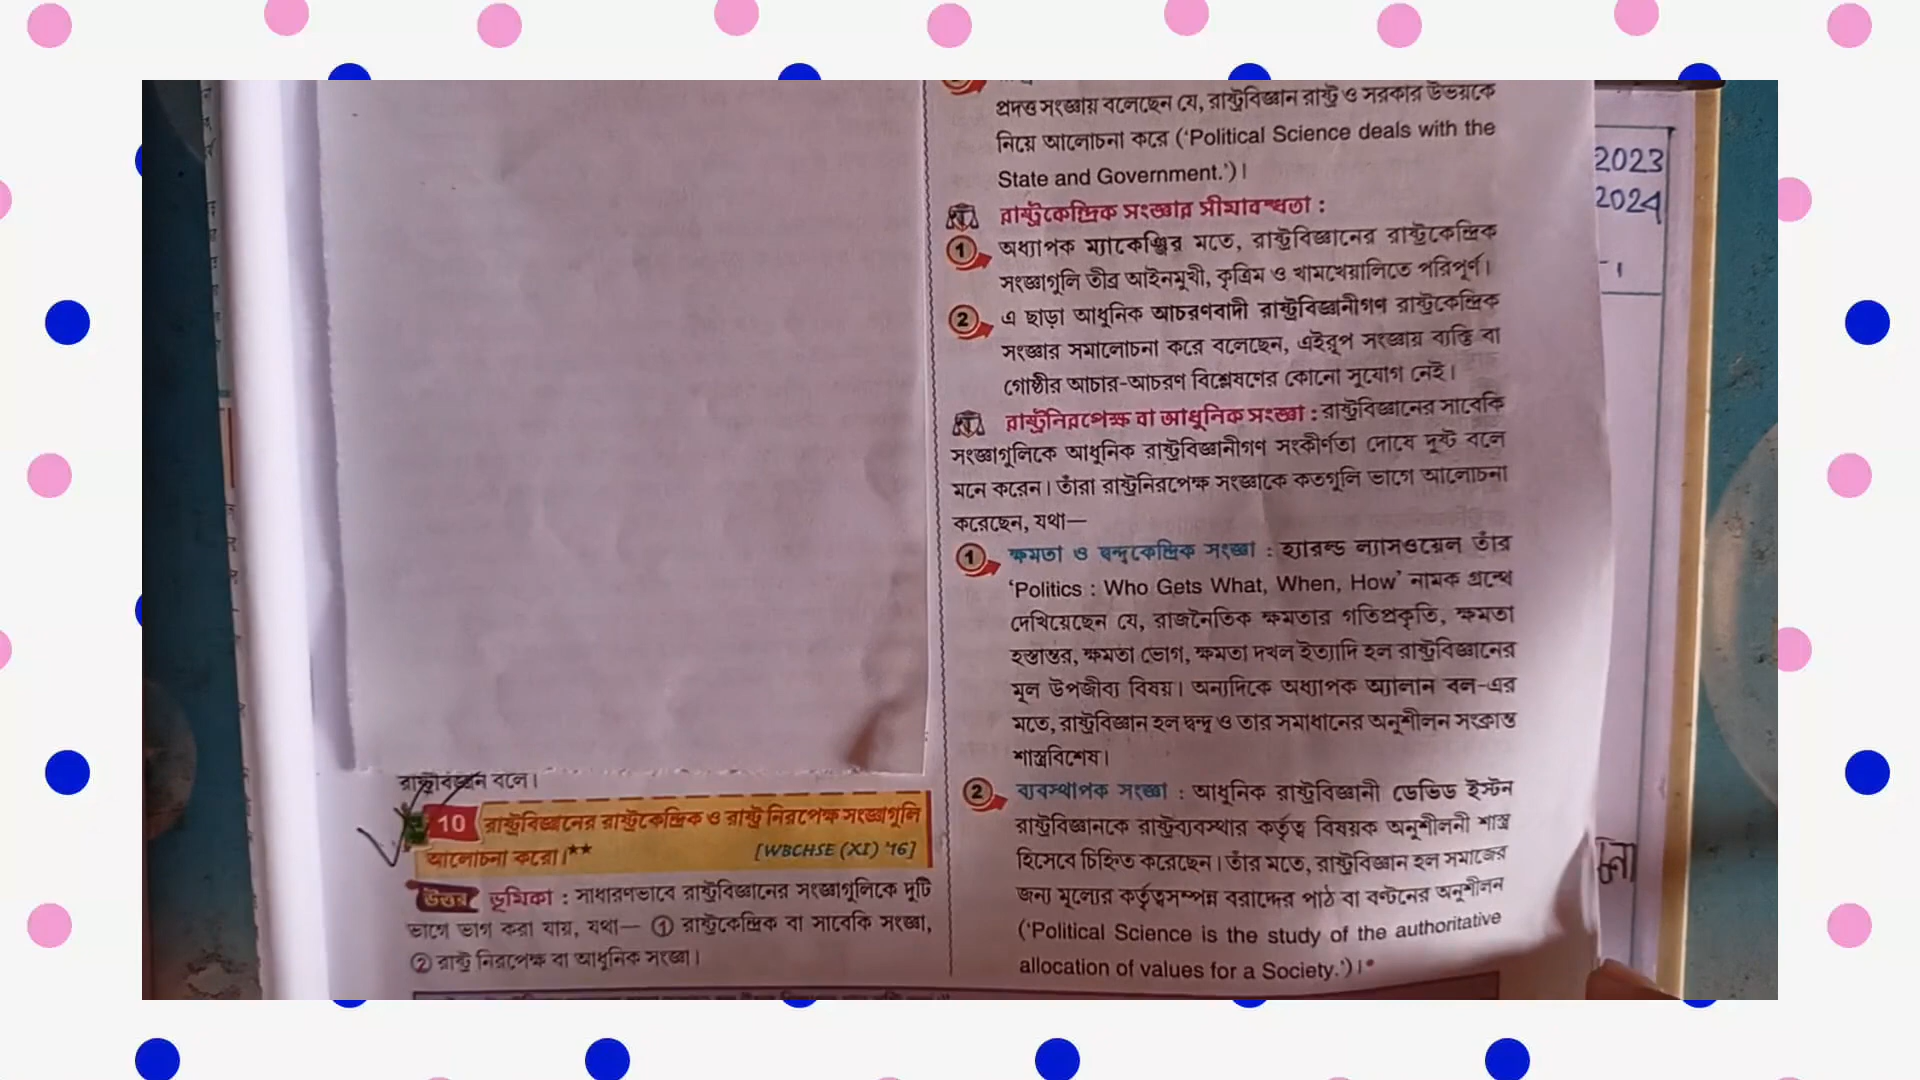 রাষ্ট্রবিজ্ঞান বলে।
10 রাষ্ট্রবিজ্ঞানের রাষ্ট্রকেন্দ্রিক ও রাষ্ট্র নিরপেক্ষ সংজ্ঞাগুলি
আলোচনা করো।** [WBCHSE (XI) '16]
উত্তর ভূমিকা : সাধারণভাবে রাষ্ট্রবিজ্ঞানের সংজ্ঞাগুলিকে দুটি
ভাগে ভাগ করা যায়, যথা— ① রাষ্ট্রকেন্দ্রিক বা সাবেকি সংজ্ঞা,
② রাষ্ট্র নিরপেক্ষ বা আধুনিক সংজ্ঞা।
প্রদত্ত সংজ্ঞায় বলেছেন যে, রাষ্ট্রবিজ্ঞান রাষ্ট্র ও সরকার উভয়কে
নিয়ে আলোচনা করে ('Political Science deals with the
State and Government.')।
রাষ্ট্রকেন্দ্রিক সংজ্ঞার সীমাবদ্ধতা :
1 অধ্যাপক ম্যাকেঞ্জির মতে, রাষ্ট্রবিজ্ঞানের রাষ্ট্রকেন্দ্রিক
সংজ্ঞাগুলি তীব্র আইনমুখী, কৃত্রিম ও খামখেয়ালিতে পরিপূর্ণ।
2 এ ছাড়া আধুনিক আচরণবাদী রাষ্ট্রবিজ্ঞানীগণ রাষ্ট্রকেন্দ্রিক
সংজ্ঞার সমালোচনা করে বলেছেন, এইরূপ সংজ্ঞায় ব্যক্তি বা
গোষ্ঠীর আচার-আচরণ বিশ্লেষণের কোনো সুযোগ নেই।
রাষ্ট্রনিরপেক্ষ বা আধুনিক সংজ্ঞা : রাষ্ট্রবিজ্ঞানের সাবেকি
সংজ্ঞাগুলিকে আধুনিক রাষ্ট্রবিজ্ঞানীগণ সংকীর্ণতা দোষে দুষ্ট বলে
মনে করেন। তাঁরা রাষ্ট্রনিরপেক্ষ সংজ্ঞাকে কতগুলি ভাগে আলোচনা
করেছেন, যথা—
1 ক্ষমতা ও দ্বন্দ্বকেন্দ্রিক সংজ্ঞা : হ্যারল্ড ল্যাসওয়েল তাঁর
'Politics : Who Gets What, When, How' নামক গ্রন্থে
দেখিয়েছেন যে, রাজনৈতিক ক্ষমতার গতিপ্রকৃতি, ক্ষমতা
হস্তান্তর, ক্ষমতা ভোগ, ক্ষমতা দখল ইত্যাদি হল রাষ্ট্রবিজ্ঞানের
মূল উপজীব্য বিষয়। অন্যদিকে অধ্যাপক অ্যালান বল-এর
মতে, রাষ্ট্রবিজ্ঞান হল দ্বন্দ্ব ও তার সমাধানের অনুশীলন সংক্রান্ত
শাস্ত্রবিশেষ।
2 ব্যবস্থাপক সংজ্ঞা : আধুনিক রাষ্ট্রবিজ্ঞানী ডেভিড ইস্টন
রাষ্ট্রবিজ্ঞানকে রাষ্ট্রব্যবস্থার কর্তৃত্ব বিষয়ক অনুশীলনী শাস্ত্র
হিসেবে চিহ্নিত করেছেন। তাঁর মতে, রাষ্ট্রবিজ্ঞান হল সমাজের
জন্য মূল্যের কর্তৃত্বসম্পন্ন বরাদ্দের পাঠ বা বণ্টনের অনুশীলন
('Political Science is the study of the authoritative
allocation of values for a Society.')।*
2023
2024